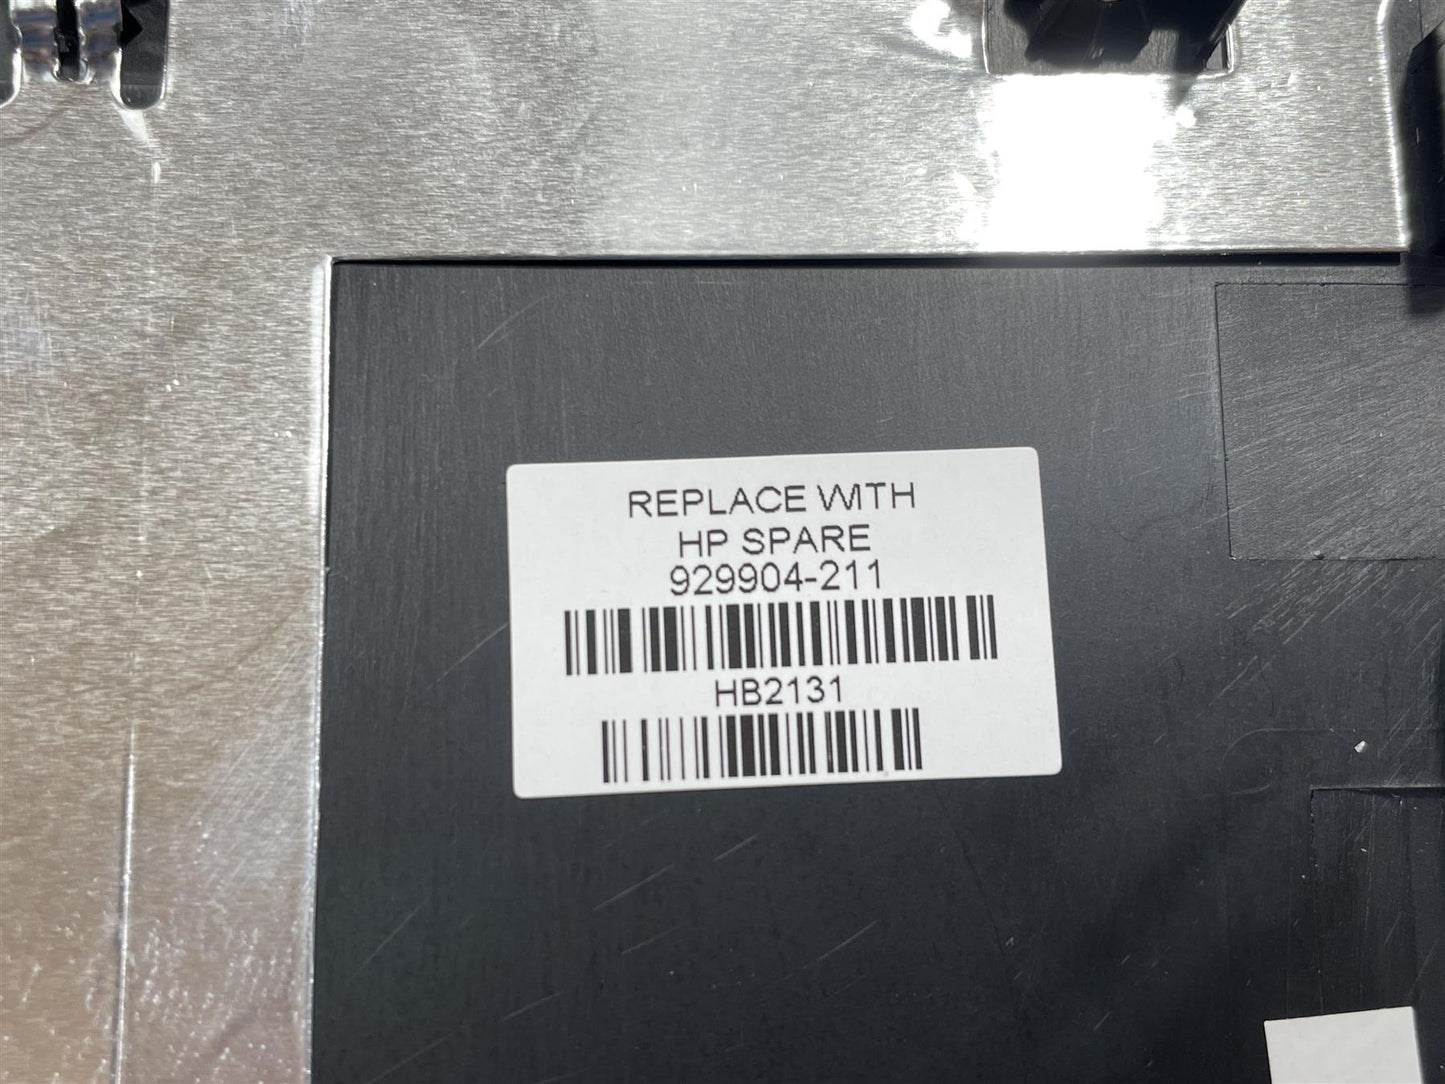 REPLACE WITH
HP SPARE
929904-211
HB2131